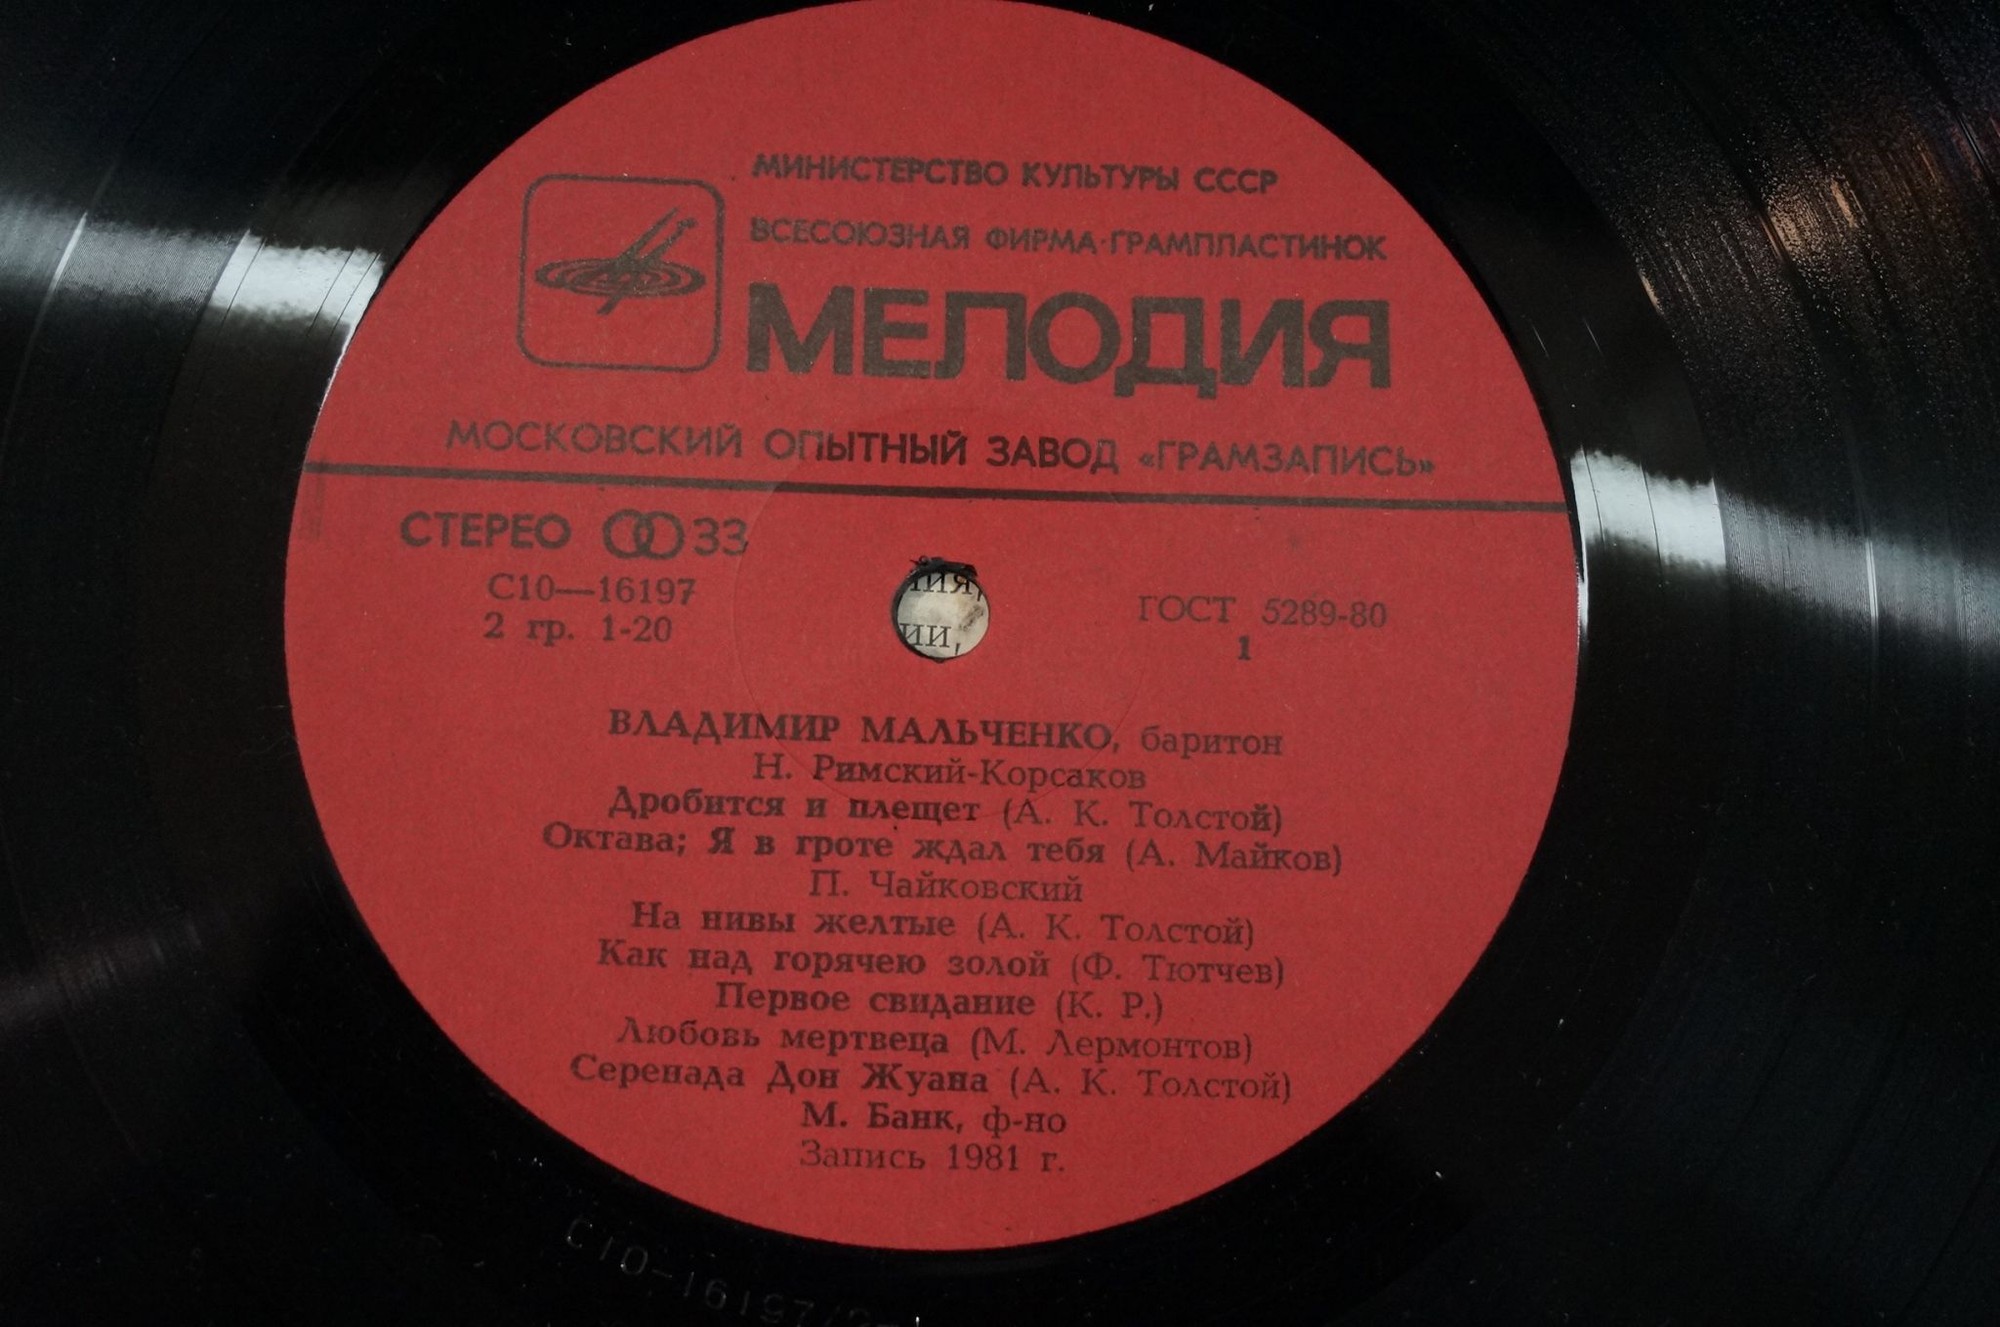 МИНИСТЕРСТВО КУЛЬТУРЫ СССР
ВСЕСОЮЗНАЯ ФИРМА·ГРАМПЛАСТИНОК
МЕЛОДИЯ
МОСКОВСКИЙ ОПЫТНЫЙ ЗАВОД «ГРАМЗАПИСЬ»
СТЕРЕО 33
С10—16197
2 гр. 1-20
ГОСТ 5289-80
1
ВЛАДИМИР МАЛЬЧЕНКО, баритон
Н. Римский-Корсаков
Дробится и плещет (А. К. Толстой)
Октава; Я в гроте ждал тебя (А. Майков)
П. Чайковский
На нивы желтые (А. К. Толстой)
Как над горячею золой (Ф. Тютчев)
Первое свидание (К. Р.)
Любовь мертвеца (М. Лермонтов)
Серенада Дон Жуана (А. К. Толстой)
М. Банк, ф-но
Запись 1981 г.
С10-16197/